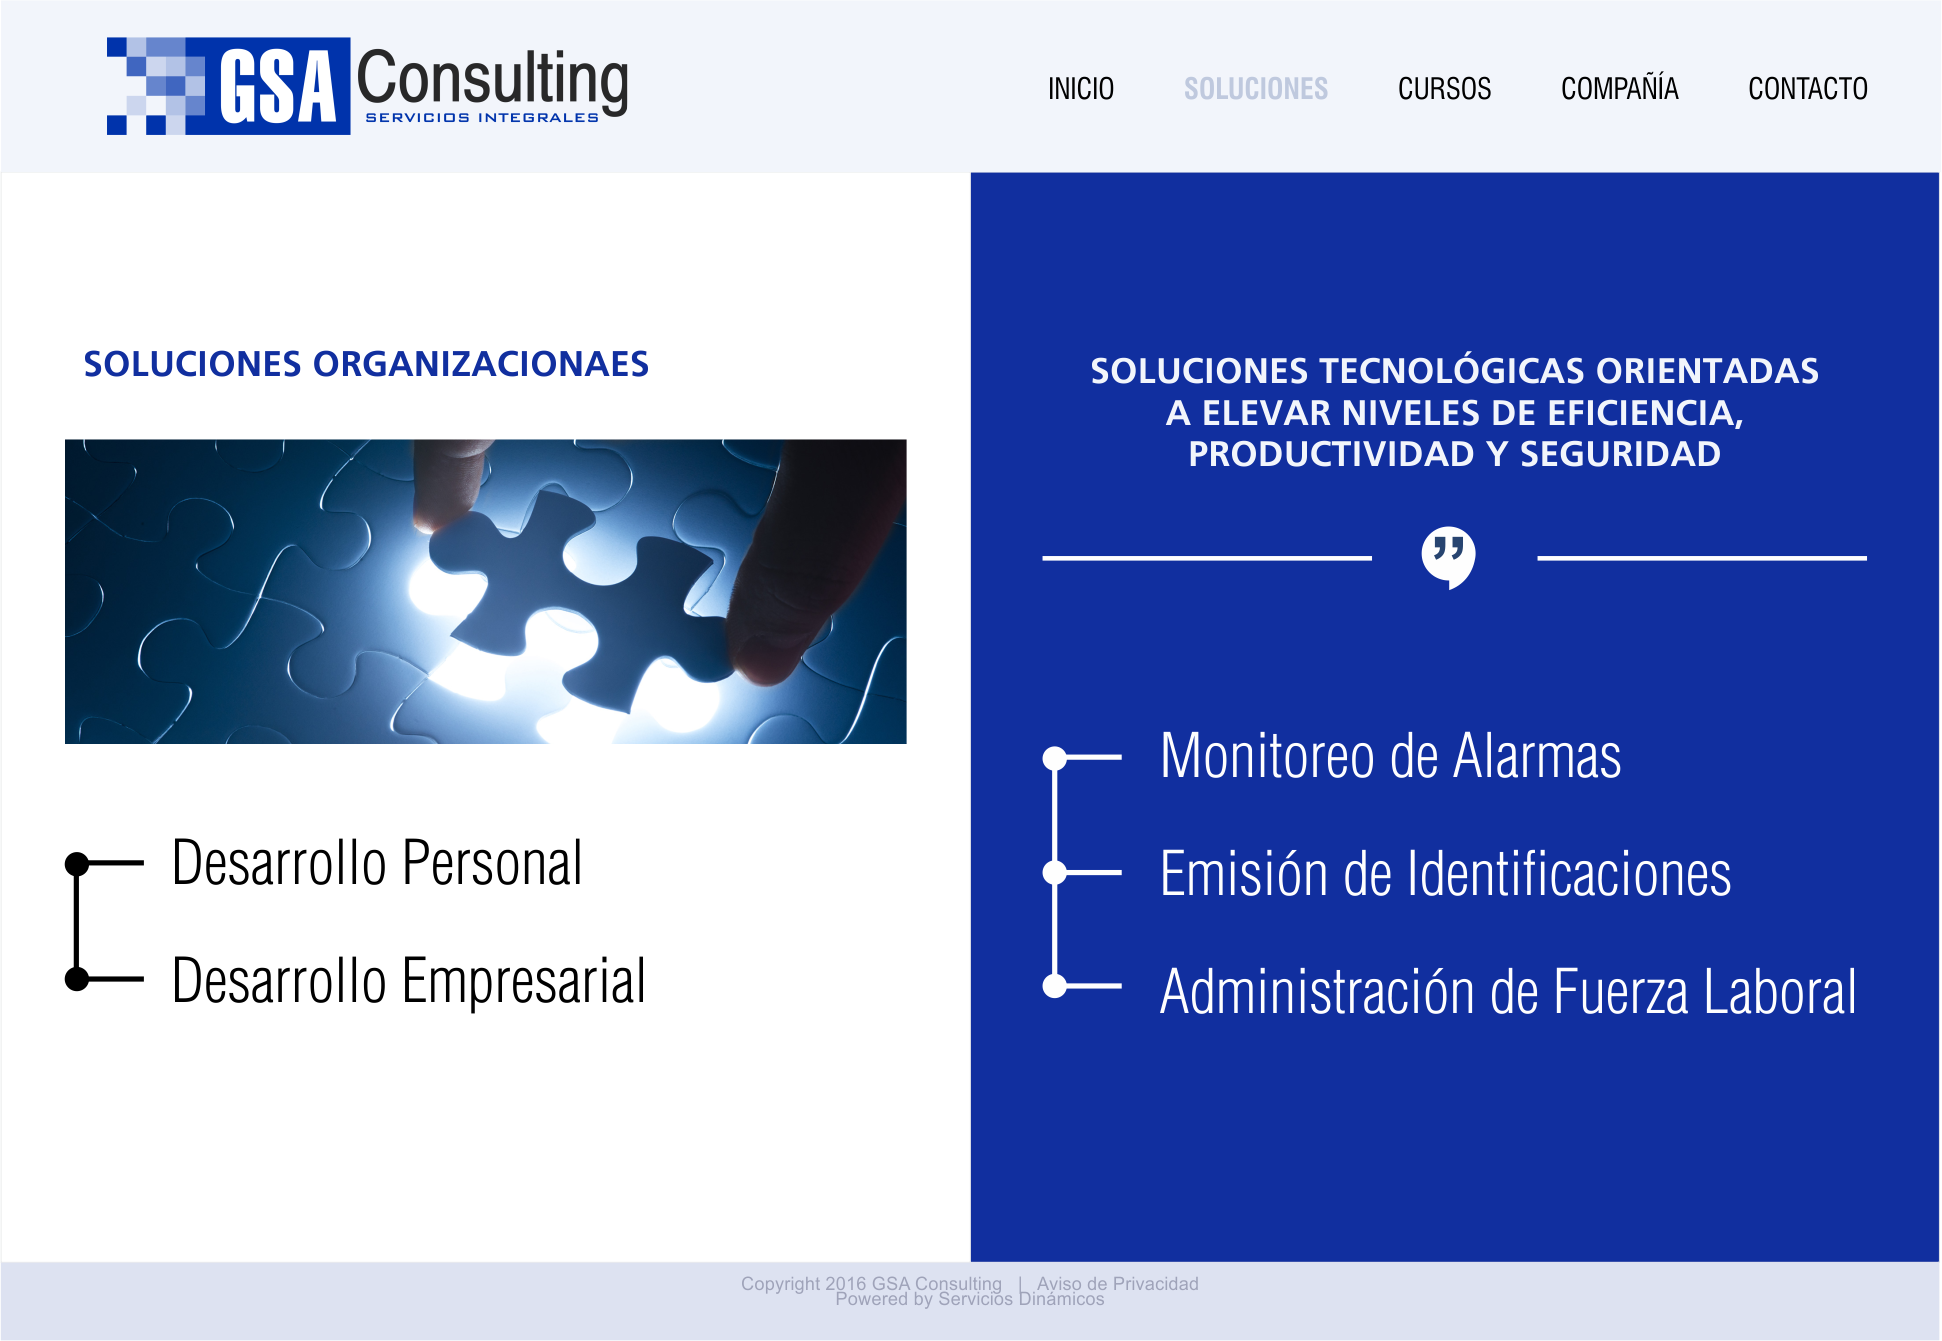 GSA Consulting
SERVICIOS INTEGRALES
INICIO SOLUCIONES CURSOS COMPAÑÍA CONTACTO
SOLUCIONES ORGANIZACIONAES
Desarrollo Personal
Desarrollo Empresarial
SOLUCIONES TECNOLÓGICAS ORIENTADAS
A ELEVAR NIVELES DE EFICIENCIA,
PRODUCTIVIDAD Y SEGURIDAD
Monitoreo de Alarmas
Emisión de Identificaciones
Administración de Fuerza Laboral
Copyright 2016 GSA Consulting | Aviso de Privacidad
Powered by Servicios Dinámicos